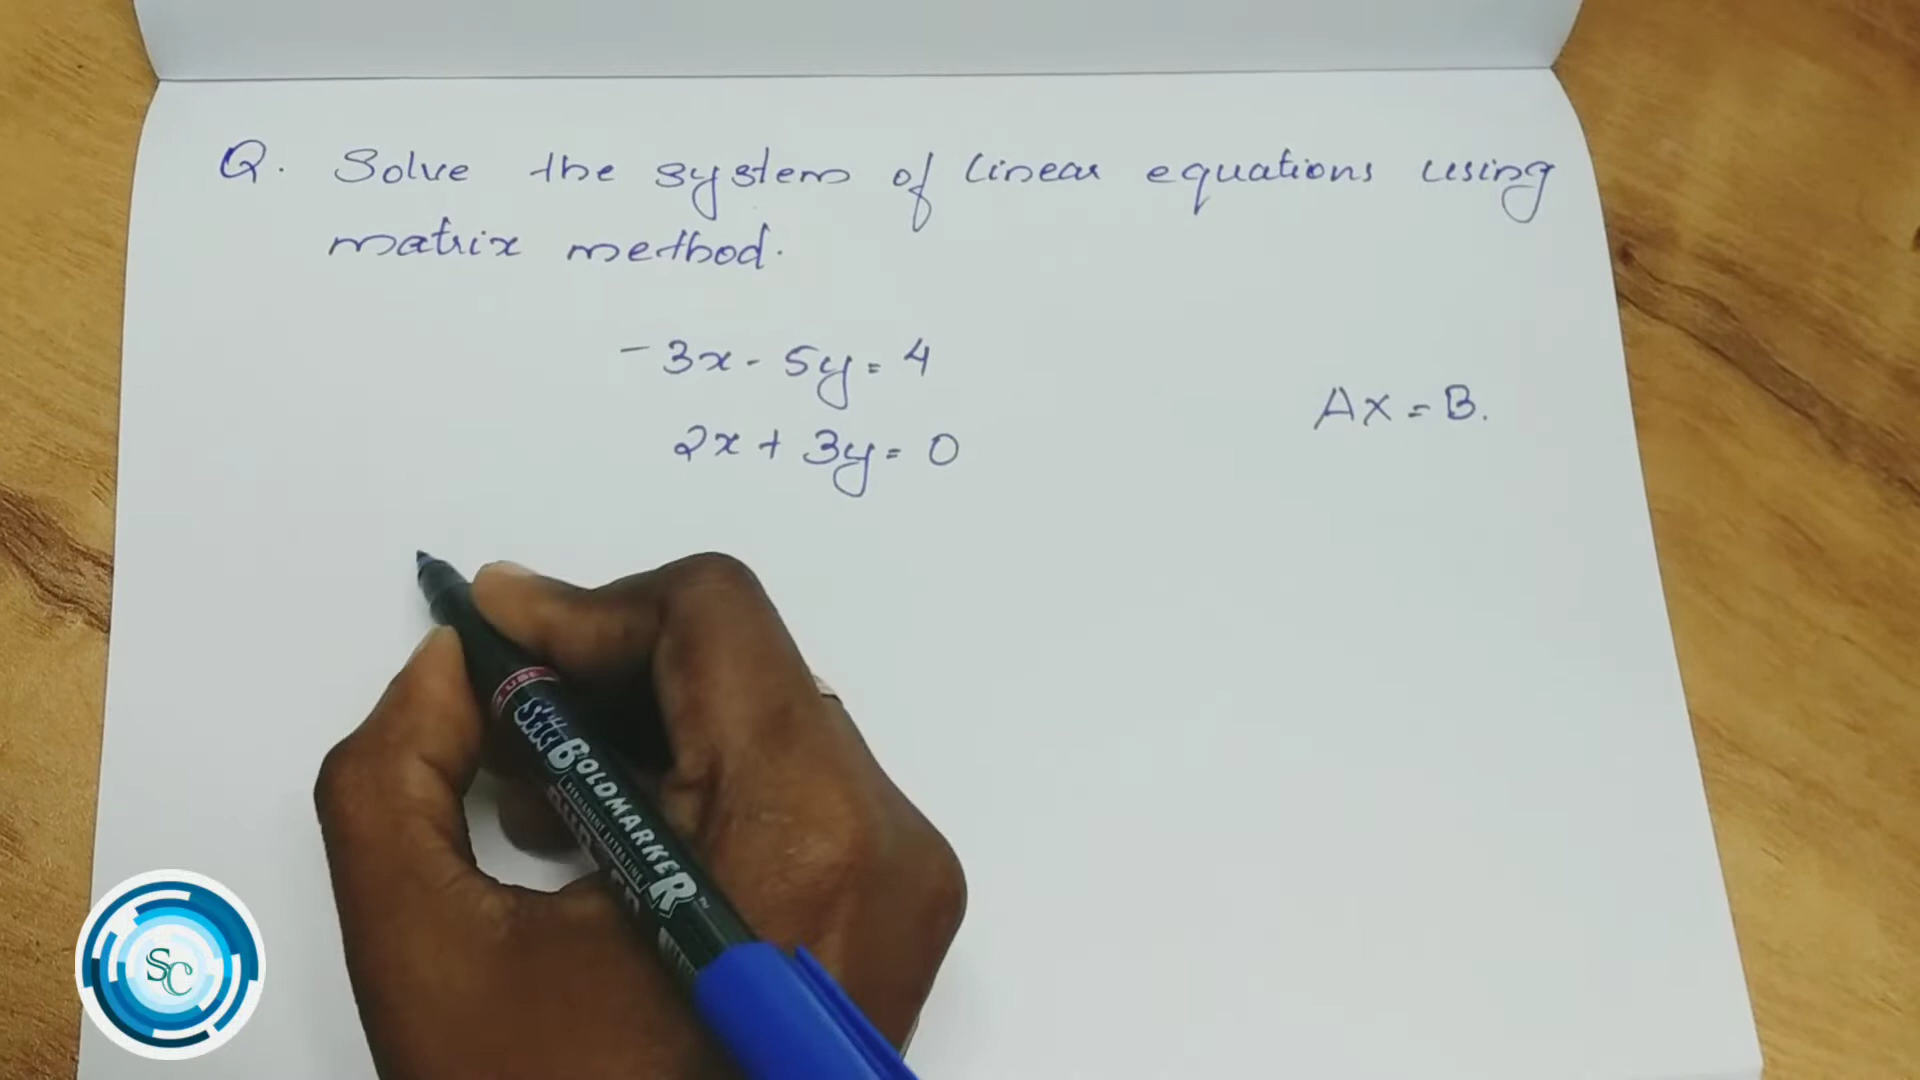 Q. Solve the system of linear equations using
matrix method.
-3x - 5y = 4
AX = B.
2x + 3y = 0
BOLDMARKER
SC